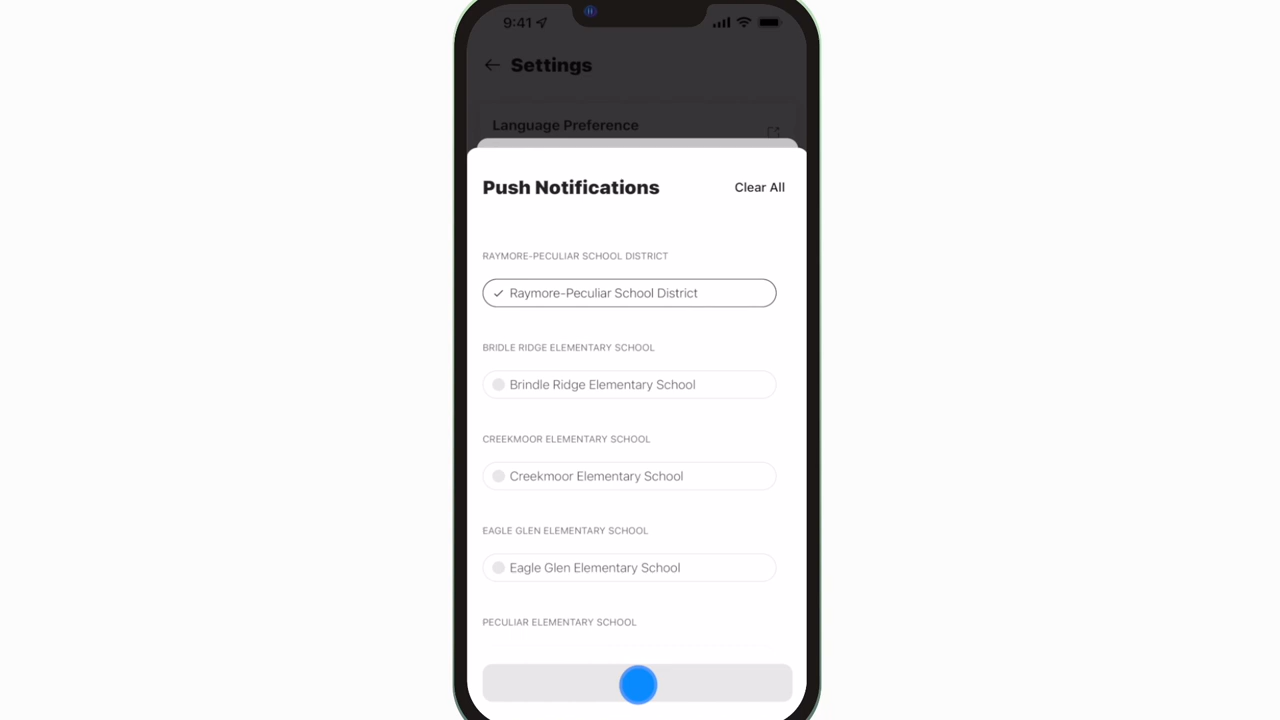 9:41
Settings
Language Preference
Push Notifications
Clear All
RAYMORE-PECULIAR SCHOOL DISTRICT
Raymore-Peculiar School District
BRIDLE RIDGE ELEMENTARY SCHOOL
Brindle Ridge Elementary School
CREEKMOOR ELEMENTARY SCHOOL
Creekmoor Elementary School
EAGLE GLEN ELEMENTARY SCHOOL
Eagle Glen Elementary School
PECULIAR ELEMENTARY SCHOOL